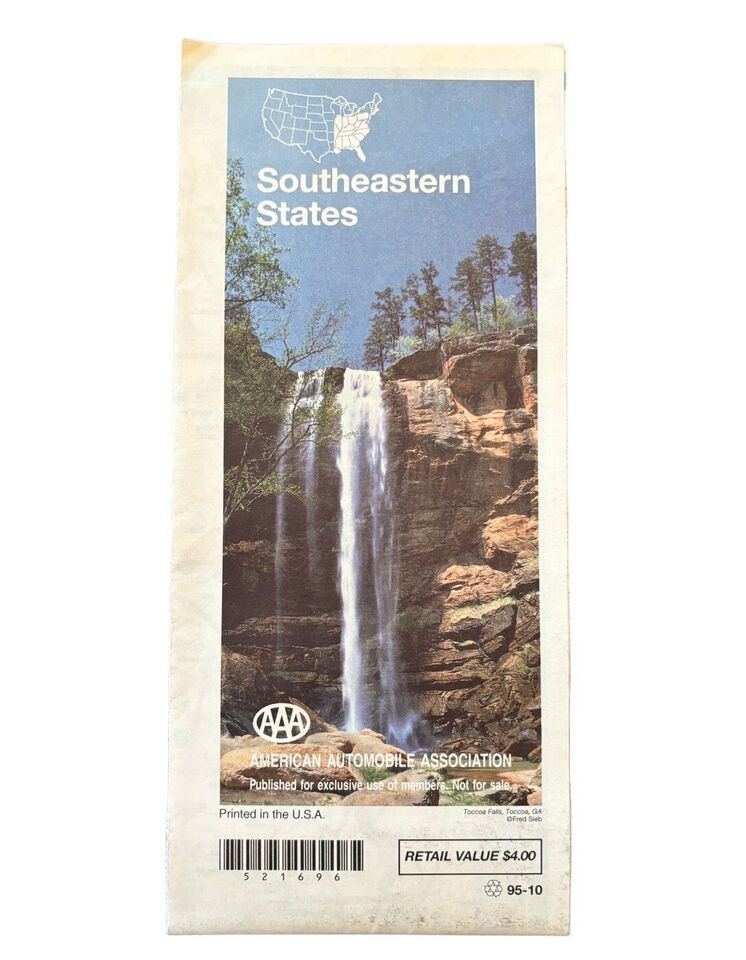 Southeastern
States
AAA
AMERICAN AUTOMOBILE ASSOCIATION
Published for exclusive use of members. Not for sale.
Printed in the U.S.A.
Toccoa Falls, Toccoa, GA
©Fred Sieb
521696
RETAIL VALUE $4.00
95-10